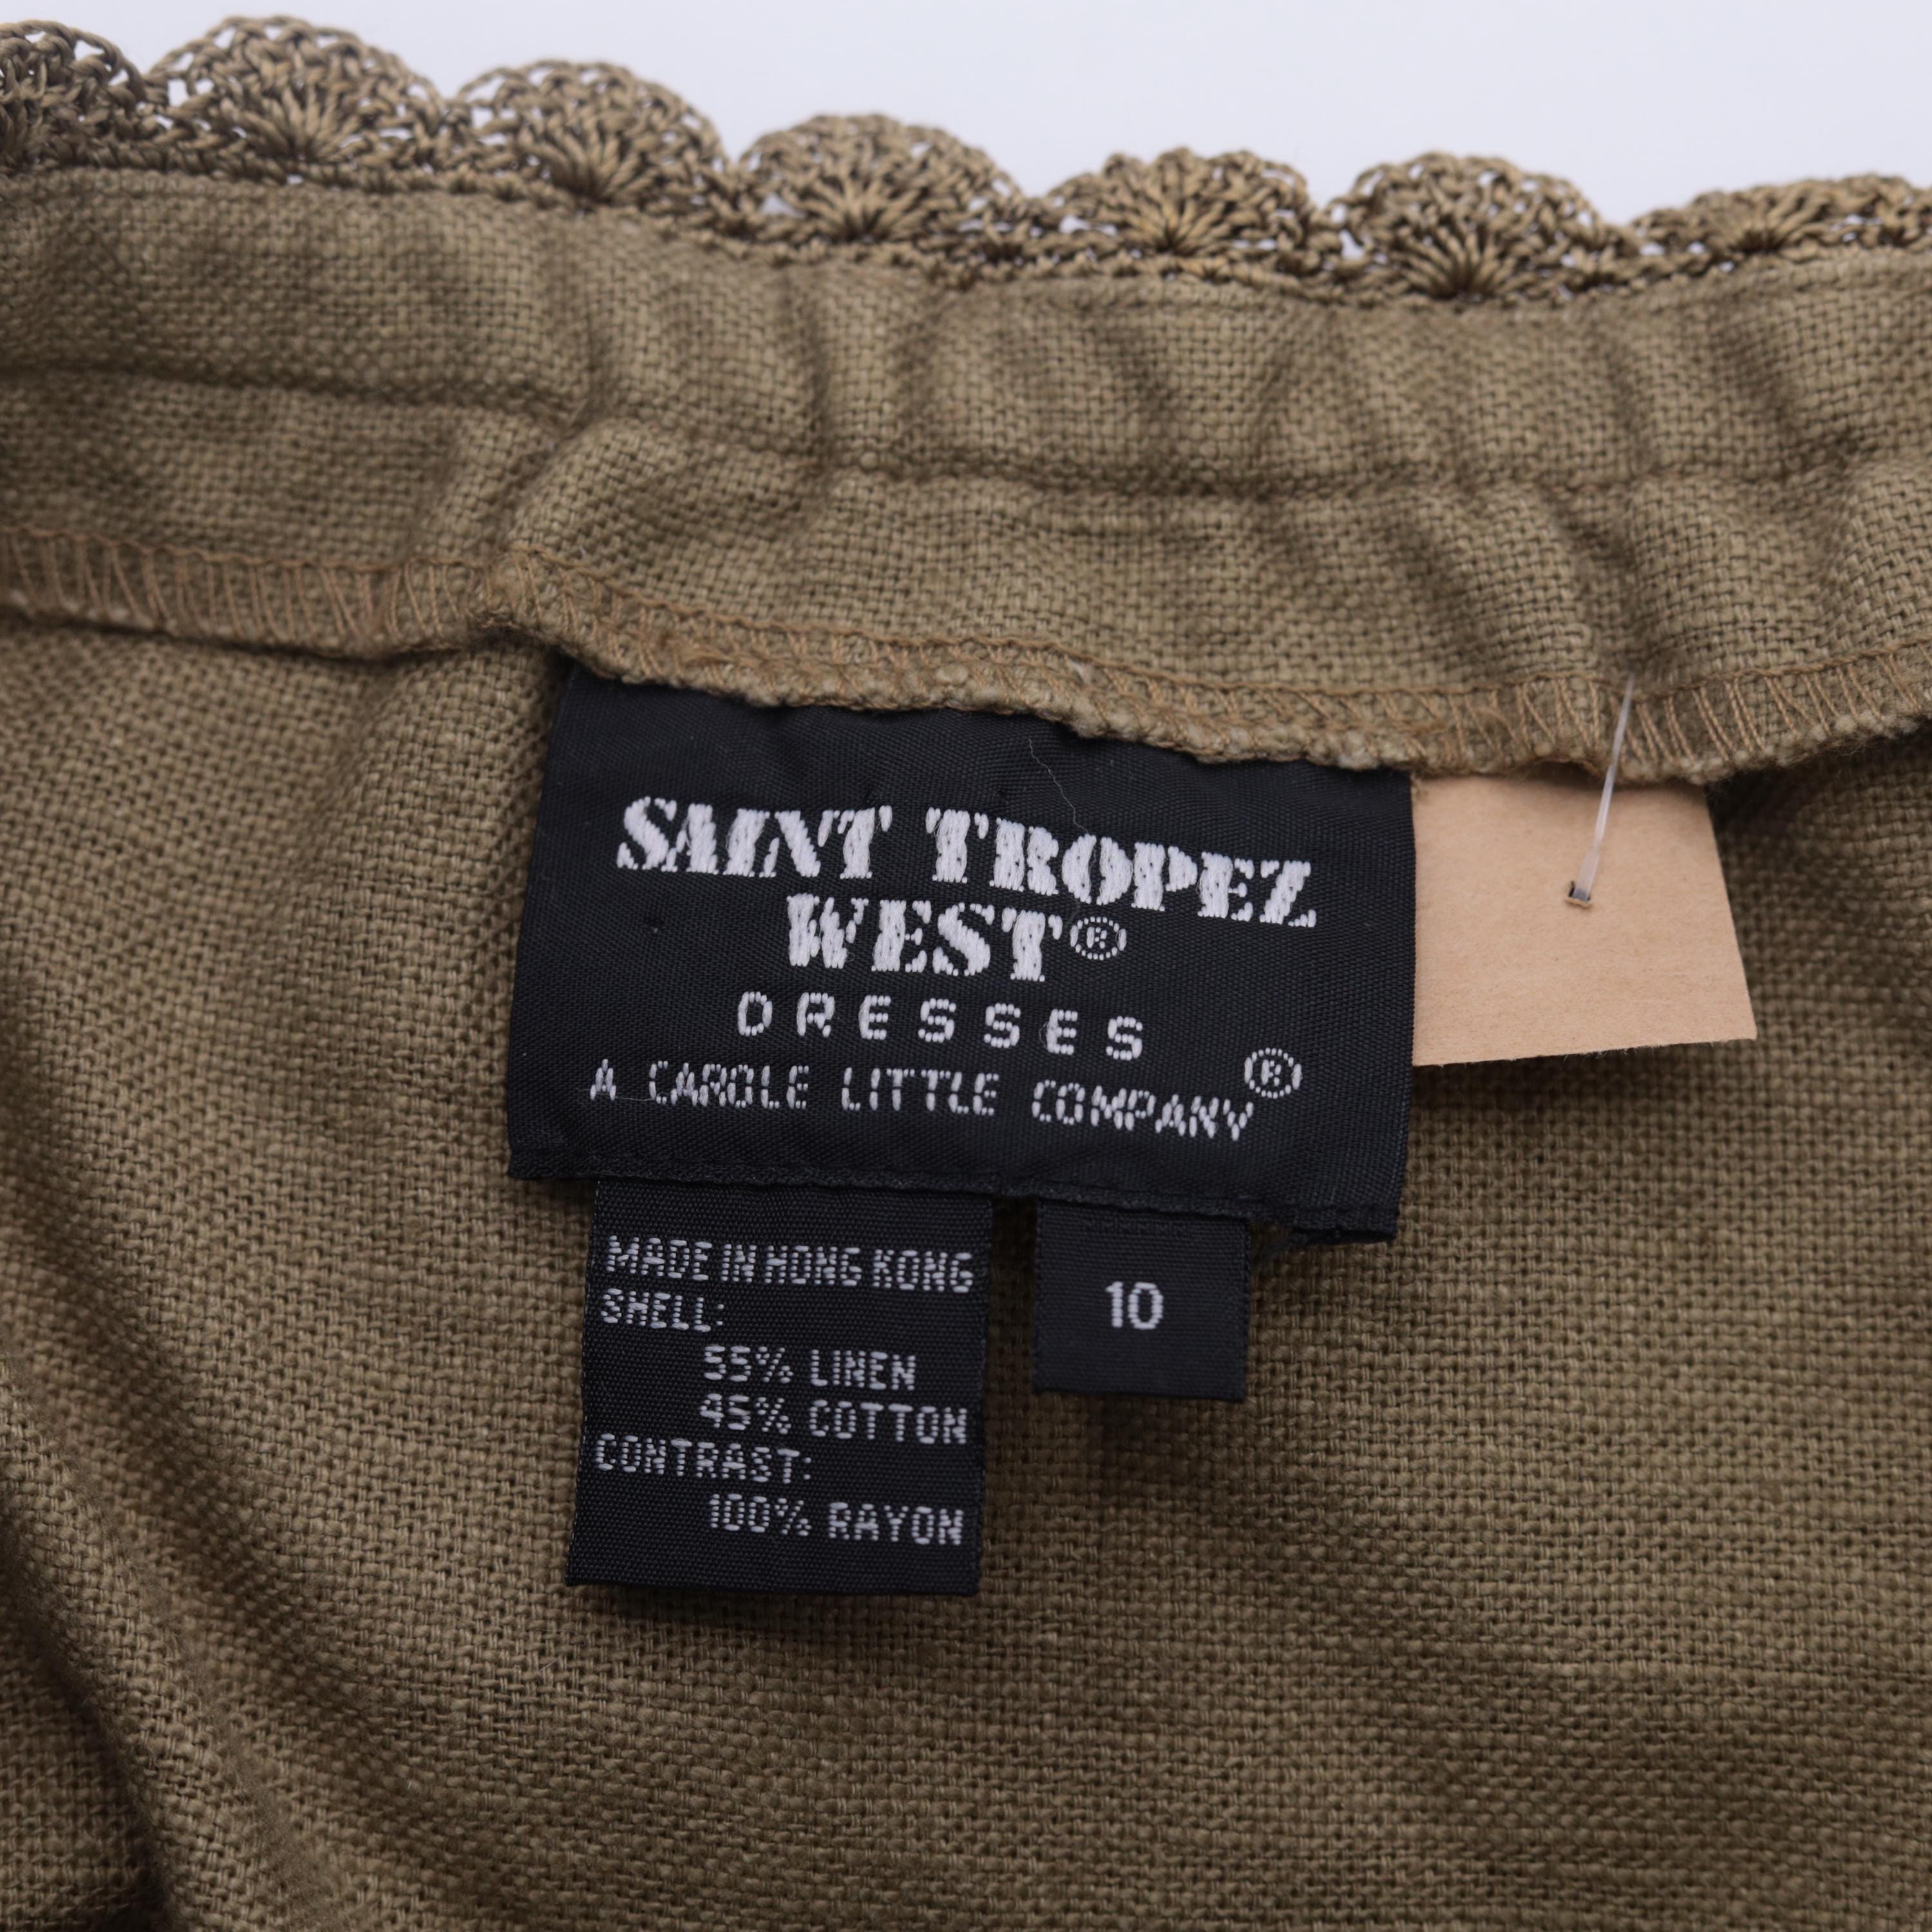 SAINT TROPEZ
WEST®
DRESSES
A CAROLE LITTLE COMPANY®
MADE IN HONG KONG
SHELL:
55% LINEN
45% COTTON
CONTRAST:
100% RAYON
10